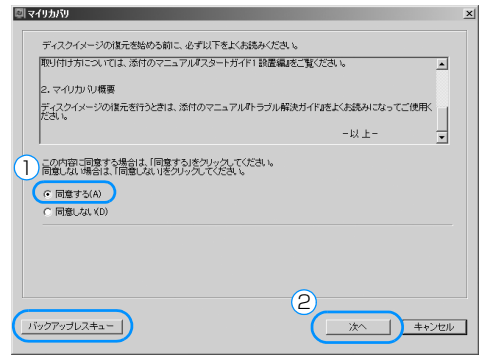 マイリカバリ
ディスクイメージの復元を始める前に、必ず以下をよくお読みください。
取り付け方については、添付のマニュアル『スタートガイド1 設置編』をご覧ください。
2. マイリカバリ概要
ディスクイメージの復元を行うときは、添付のマニュアル『トラブル解決ガイド』をよくお読みになってご使用く
ださい。
-以上-
この内容に同意する場合は、「同意する」をクリックしてください。
同意しない場合は、「同意しない」をクリックしてください。
1
同意する(A)
同意しない(D)
2
バックアップレスキュー
次へ
キャンセル